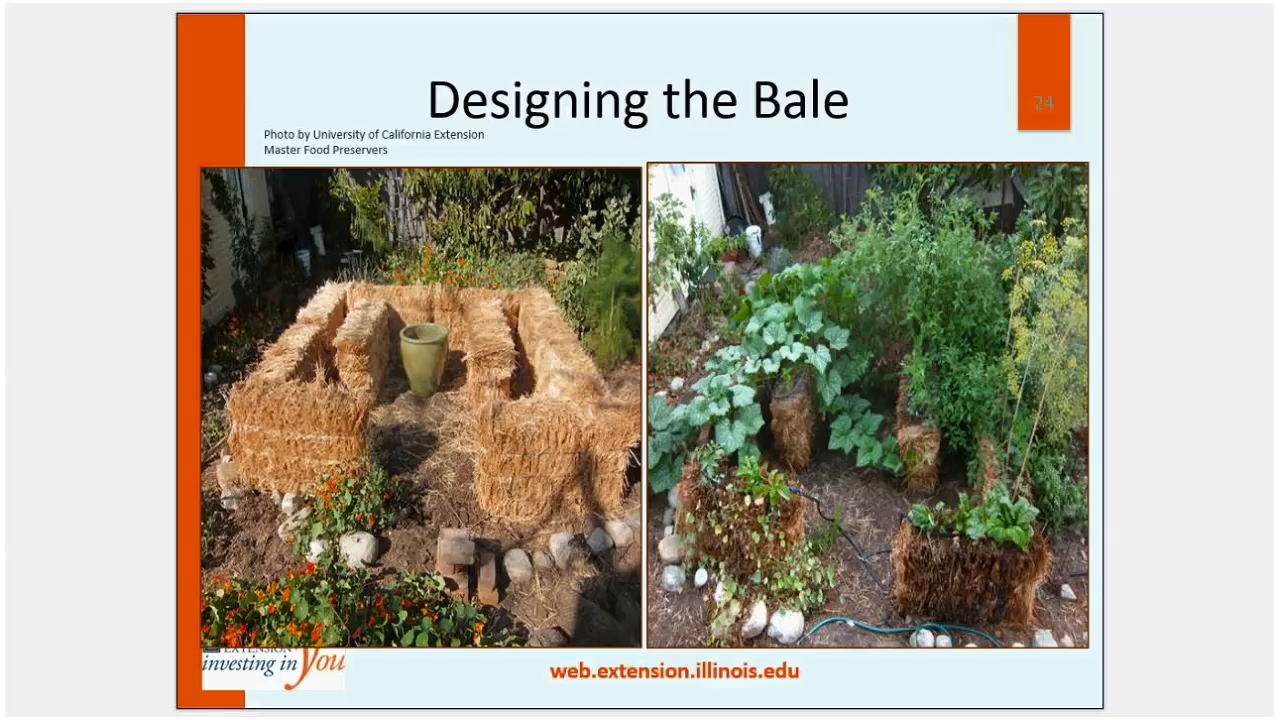 Designing the Bale
24
Photo by University of California Extension
Master Food Preservers
EXTENSION
investing in you
web.extension.illinois.edu